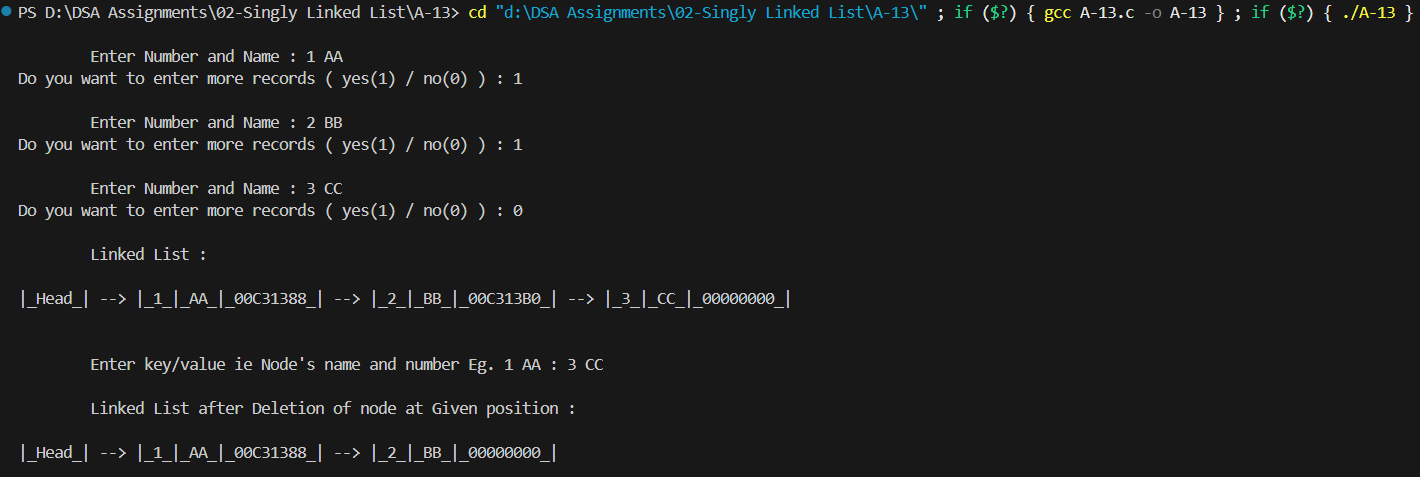 PS D:\DSA Assignments\02-Singly Linked List\A-13> cd "d:\DSA Assignments\02-Singly Linked List\A-13\" ; if ($?) { gcc A-13.c -o A-13 } ; if ($?) { ./A-13 }
Enter Number and Name : 1 AA
Do you want to enter more records ( yes(1) / no(0) ) : 1
Enter Number and Name : 2 BB
Do you want to enter more records ( yes(1) / no(0) ) : 1
Enter Number and Name : 3 CC
Do you want to enter more records ( yes(1) / no(0) ) : 0
Linked List :
|_Head_| --> |_1_|_AA_|_00C31388_| --> |_2_|_BB_|_00C313B0_| --> |_3_|_CC_|_00000000_|
Enter key/value ie Node's name and number Eg. 1 AA : 3 CC
Linked List after Deletion of node at Given position :
|_Head_| --> |_1_|_AA_|_00C31388_| --> |_2_|_BB_|_00000000_|